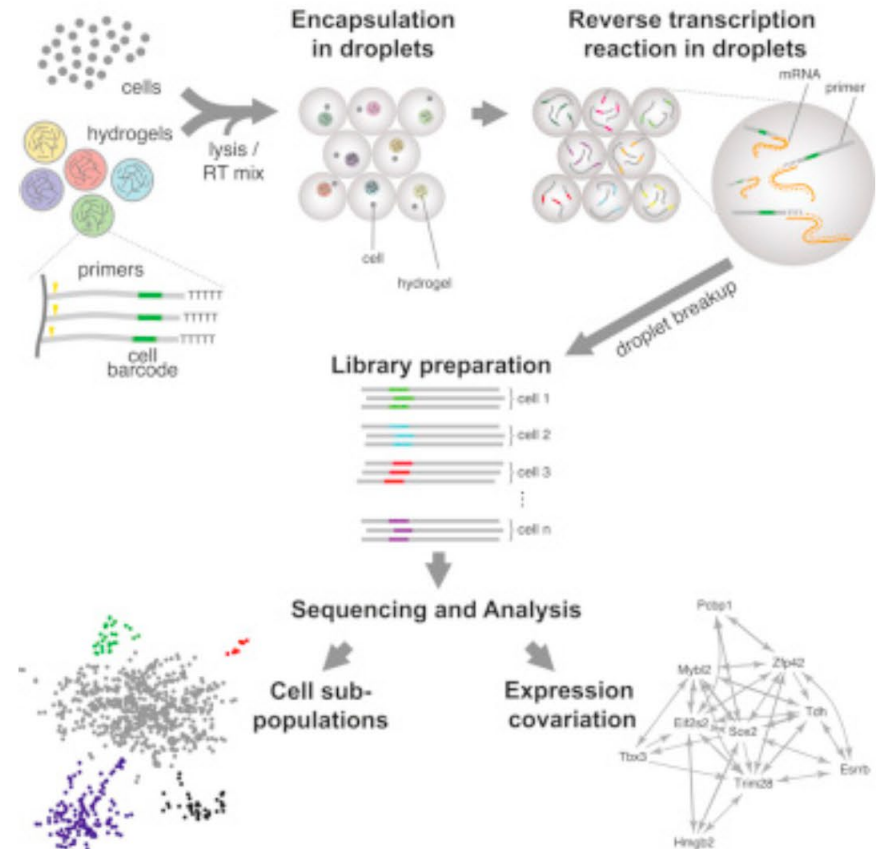 Encapsulation
in droplets
Reverse transcription
reaction in droplets
cells
hydrogels
lysis /
RT mix
mRNA
primer
cell
hydrogel
primers
TTTTT
TTTTT
TTTTT
cell
barcode
droplet breakup
Library preparation
cell 1
cell 2
cell 3
cell n
Sequencing and Analysis
Cell sub-
populations
Expression
covariation
Pcbp1
Mybl2
Zfp42
Eif2s2
Sox2
Tdh
Tbx3
Trim28
Esrrb
Hmgb2